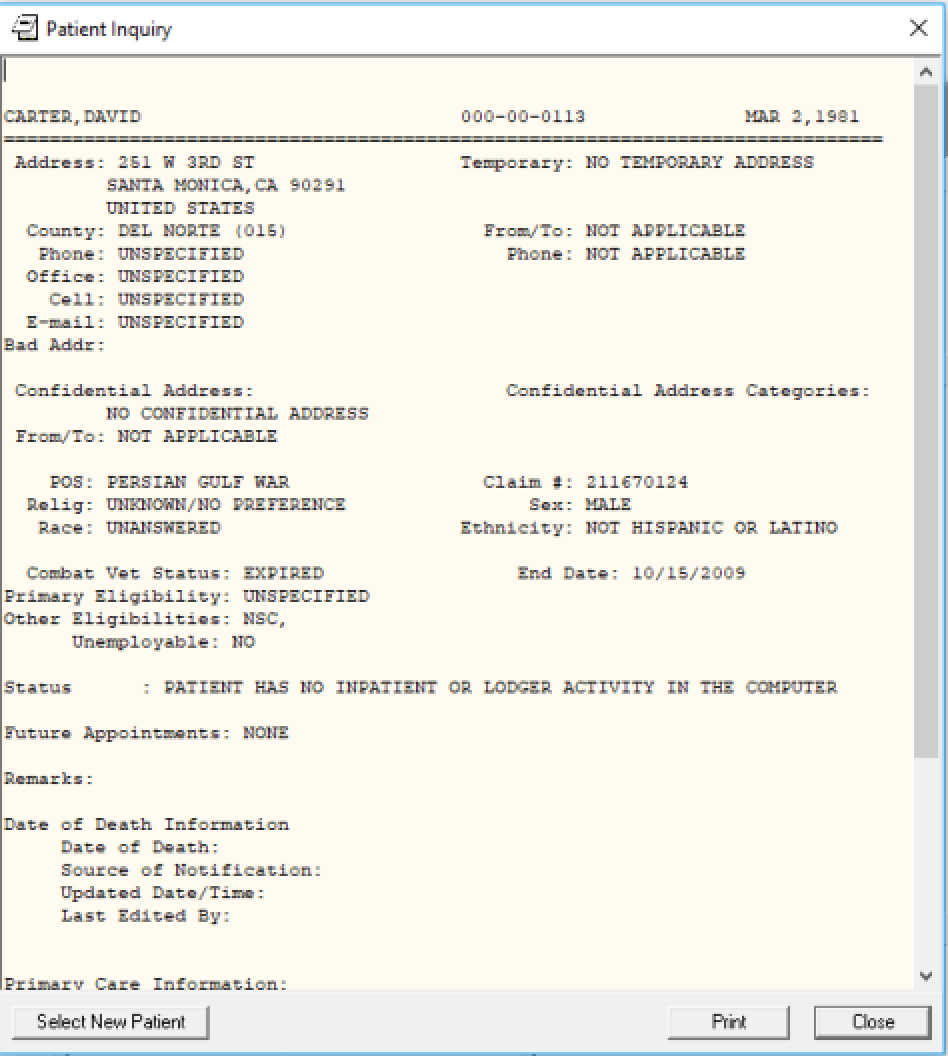 Patient Inquiry
CARTER,DAVID 000-00-0113 MAR 2,1981
==============================================================================
Address: 251 W 3RD ST Temporary: NO TEMPORARY ADDRESS
SANTA MONICA,CA 90291
UNITED STATES
County: DEL NORTE (015) From/To: NOT APPLICABLE
Phone: UNSPECIFIED Phone: NOT APPLICABLE
Office: UNSPECIFIED
Cell: UNSPECIFIED
E-mail: UNSPECIFIED
Bad Addr:
Confidential Address: Confidential Address Categories:
NO CONFIDENTIAL ADDRESS
From/To: NOT APPLICABLE
POS: PERSIAN GULF WAR Claim #: 211670124
Relig: UNKNOWN/NO PREFERENCE Sex: MALE
Race: UNANSWERED Ethnicity: NOT HISPANIC OR LATINO
Combat Vet Status: EXPIRED End Date: 10/15/2009
Primary Eligibility: UNSPECIFIED
Other Eligibilities: NSC,
Unemployable: NO
Status : PATIENT HAS NO INPATIENT OR LODGER ACTIVITY IN THE COMPUTER
Future Appointments: NONE
Remarks:
Date of Death Information
Date of Death:
Source of Notification:
Updated Date/Time:
Last Edited By:
Primary Care Information:
Select New Patient Print Close